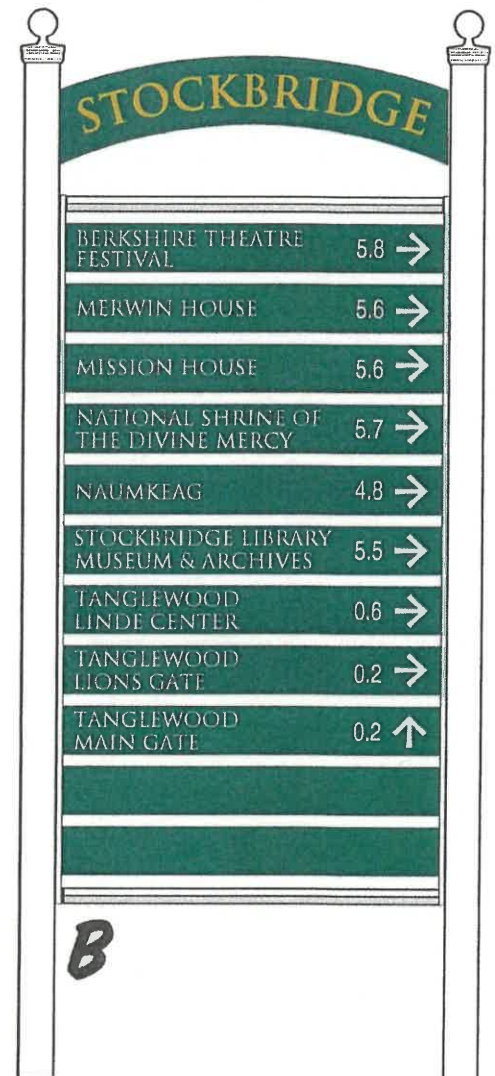 STOCKBRIDGE
BERKSHIRE THEATRE
FESTIVAL 5.8 →
MERWIN HOUSE 5.6 →
MISSION HOUSE 5.6 →
NATIONAL SHRINE OF
THE DIVINE MERCY 5.7 →
NAUMKEAG 4.8 →
STOCKBRIDGE LIBRARY
MUSEUM & ARCHIVES 5.5 →
TANGLEWOOD
LINDE CENTER 0.6 →
TANGLEWOOD
LIONS GATE 0.2 →
TANGLEWOOD
MAIN GATE 0.2 ↑
B